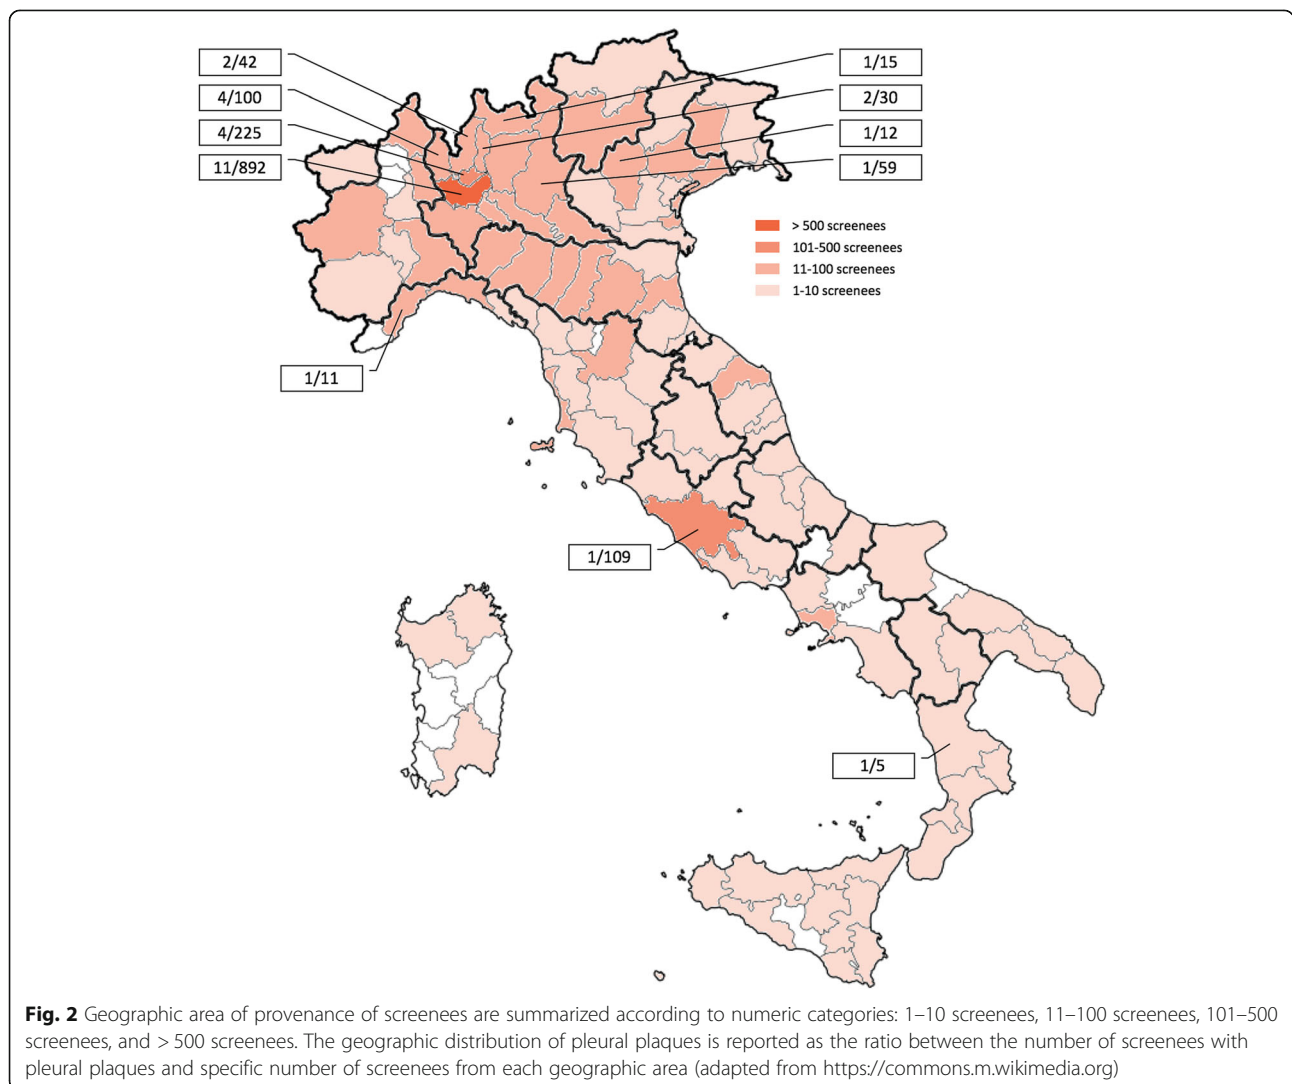 2/42
4/100
4/225
11/892
1/15
2/30
1/12
1/59
> 500 screenees
101-500 screenees
11-100 screenees
1-10 screenees
1/11
1/109
1/5
Fig. 2 Geographic area of provenance of screenees are summarized according to numeric categories: 1–10 screenees, 11–100 screenees, 101–500
screenees, and > 500 screenees. The geographic distribution of pleural plaques is reported as the ratio between the number of screenees with
pleural plaques and specific number of screenees from each geographic area (adapted from https://commons.m.wikimedia.org)